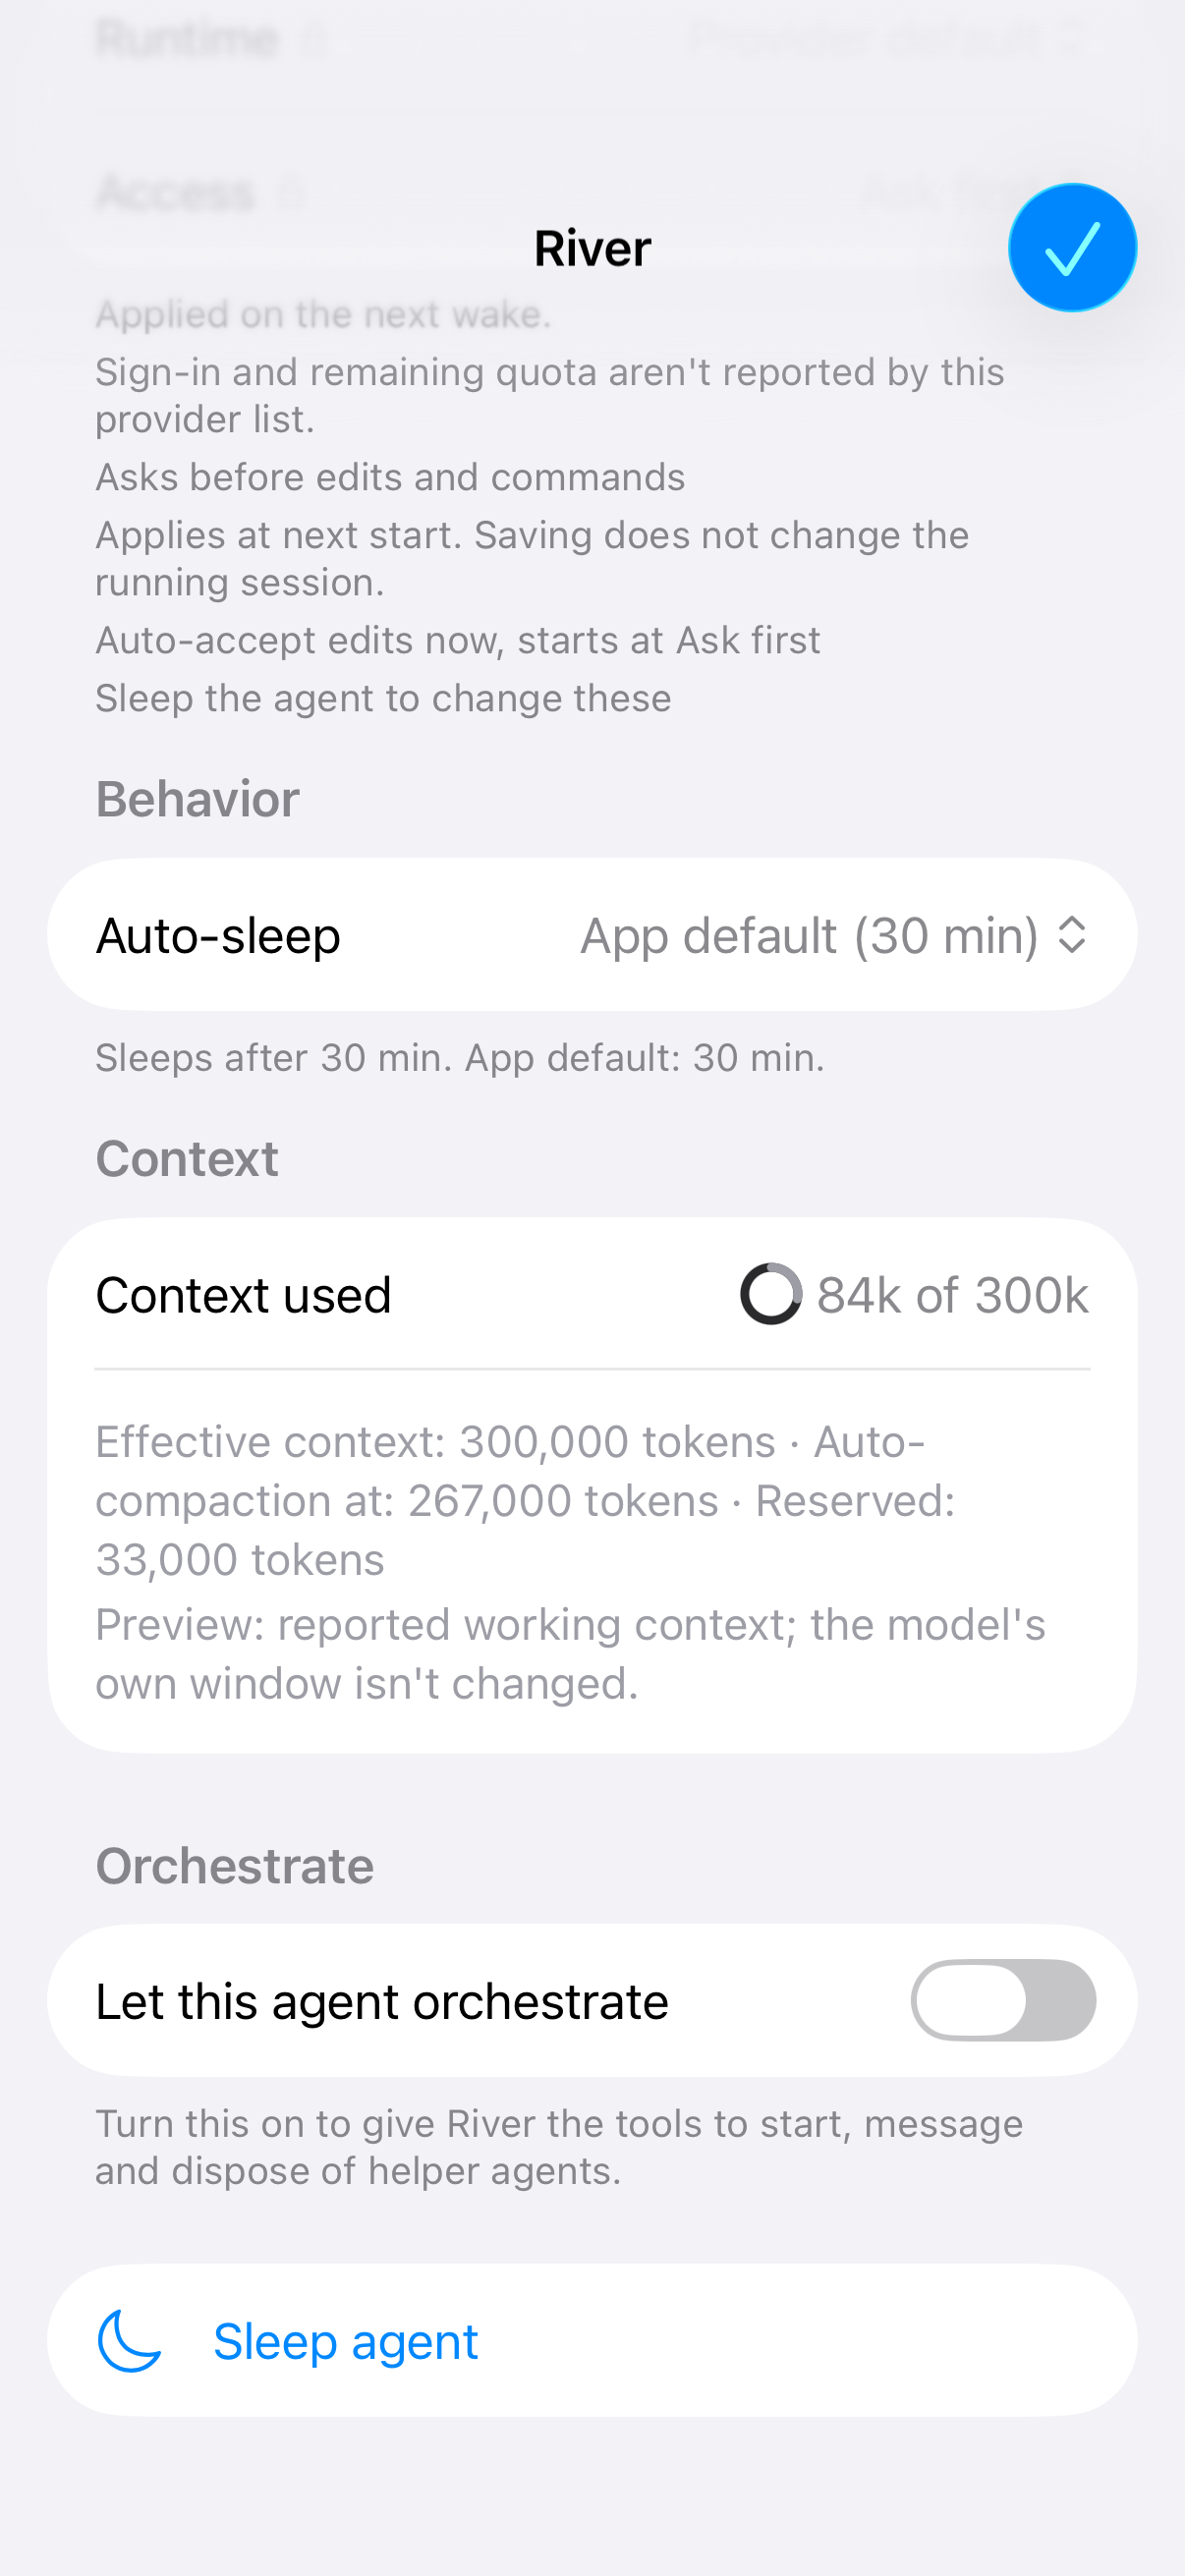 Runtime
Provider default
Access
Ask first
River
Applied on the next wake.
Sign-in and remaining quota aren't reported by this
provider list.
Asks before edits and commands
Applies at next start. Saving does not change the
running session.
Auto-accept edits now, starts at Ask first
Sleep the agent to change these
Behavior
Auto-sleep
App default (30 min)
Sleeps after 30 min. App default: 30 min.
Context
Context used
84k of 300k
Effective context: 300,000 tokens · Auto-
compaction at: 267,000 tokens · Reserved:
33,000 tokens
Preview: reported working context; the model's
own window isn't changed.
Orchestrate
Let this agent orchestrate
Turn this on to give River the tools to start, message
and dispose of helper agents.
Sleep agent